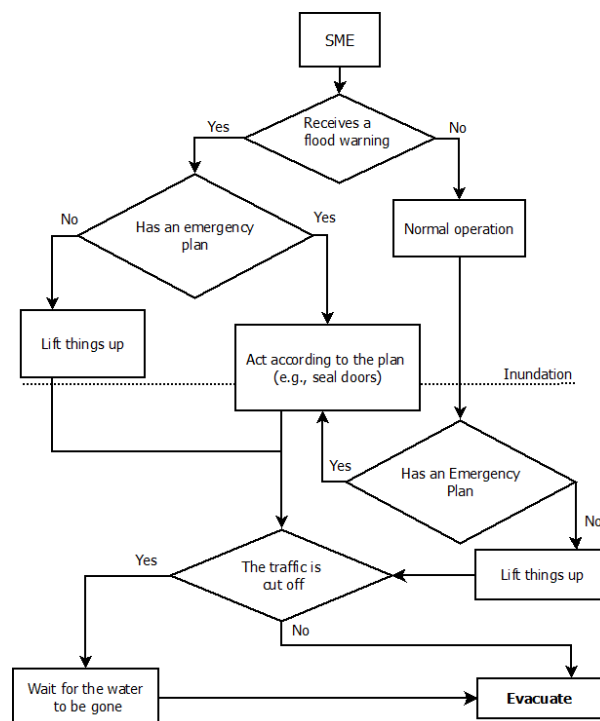 SME
Receives a
flood warning
Yes
No
Has an emergency
plan
No
Yes
Normal operation
Lift things up
Act according to the plan
(e.g., seal doors)
Inundation
Has an Emergency
Plan
Yes
No
Lift things up
The traffic is
cut off
Yes
No
Wait for the water
to be gone
Evacuate